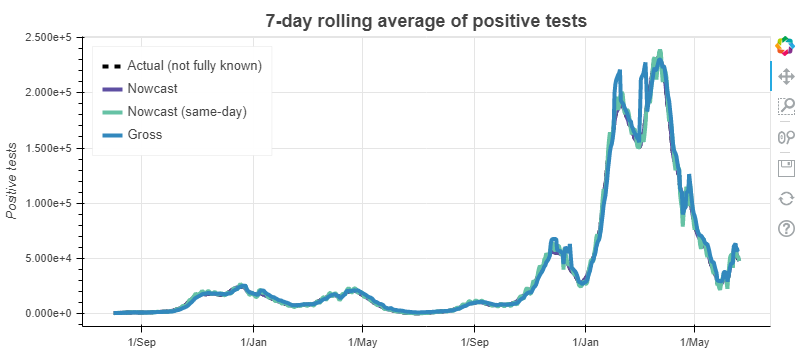 7-day rolling average of positive tests
2.500e+5
2.000e+5
1.500e+5
1.000e+5
5.000e+4
0.000e+0
Positive tests
Actual (not fully known)
Nowcast
Nowcast (same-day)
Gross
1/Sep
1/Jan
1/May
1/Sep
1/Jan
1/May